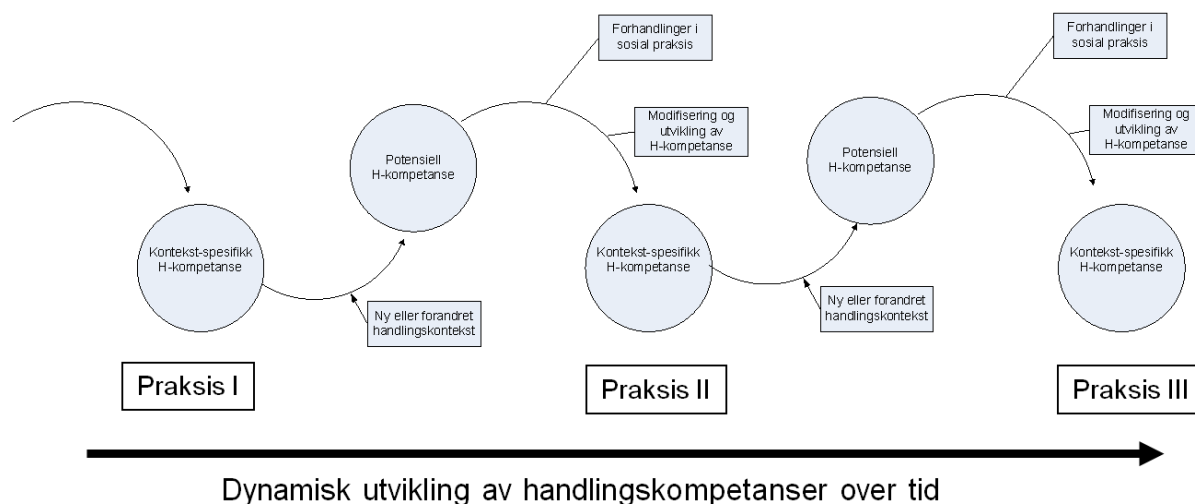 Forhandlinger i
sosial praksis
Modifisering og
utvikling av
H-kompetanse
Potensiell
H-kompetanse
Kontekst-spesifikk
H-kompetanse
Ny eller forandret
handlingskontekst
Praksis I
Forhandlinger i
sosial praksis
Modifisering og
utvikling av
H-kompetanse
Potensiell
H-kompetanse
Kontekst-spesifikk
H-kompetanse
Ny eller forandret
handlingskontekst
Praksis II
Kontekst-spesifikk
H-kompetanse
Praksis III
Dynamisk utvikling av handlingskompetanser over tid